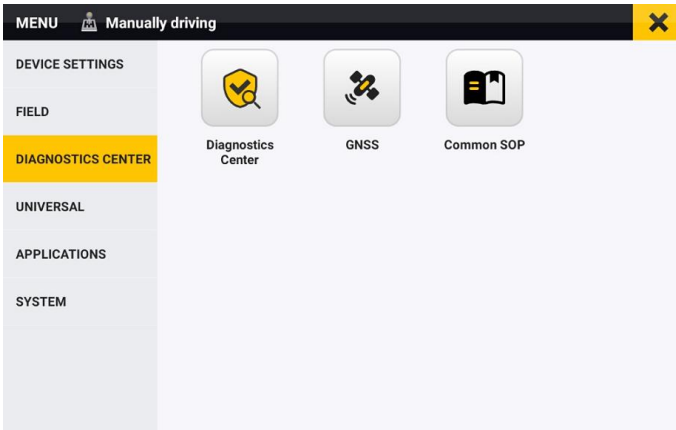 MENU Manually driving
DEVICE SETTINGS
FIELD
DIAGNOSTICS CENTER
UNIVERSAL
APPLICATIONS
SYSTEM
Diagnostics
Center
GNSS
Common SOP